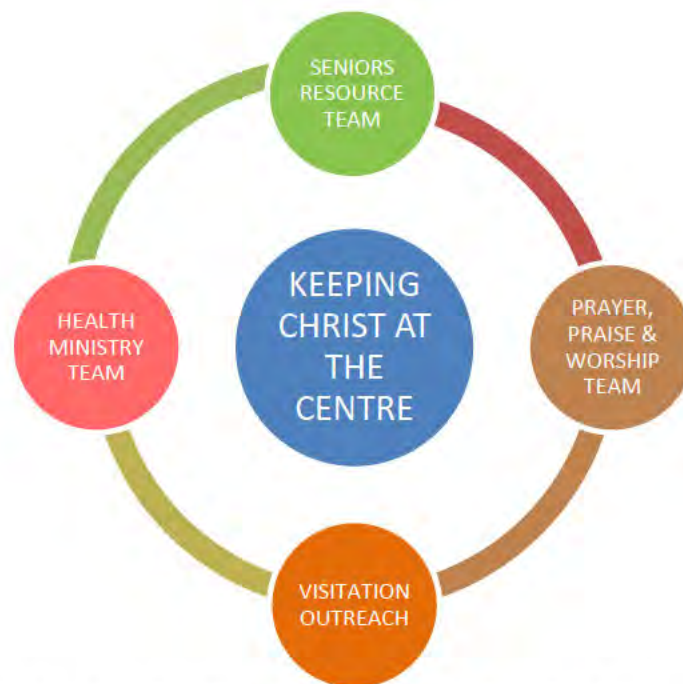 SENIORS
RESOURCE
TEAM
KEEPING
CHRIST AT
THE
CENTRE
PRAYER,
PRAISE &
WORSHIP
TEAM
HEALTH
MINISTRY
TEAM
VISITATION
OUTREACH